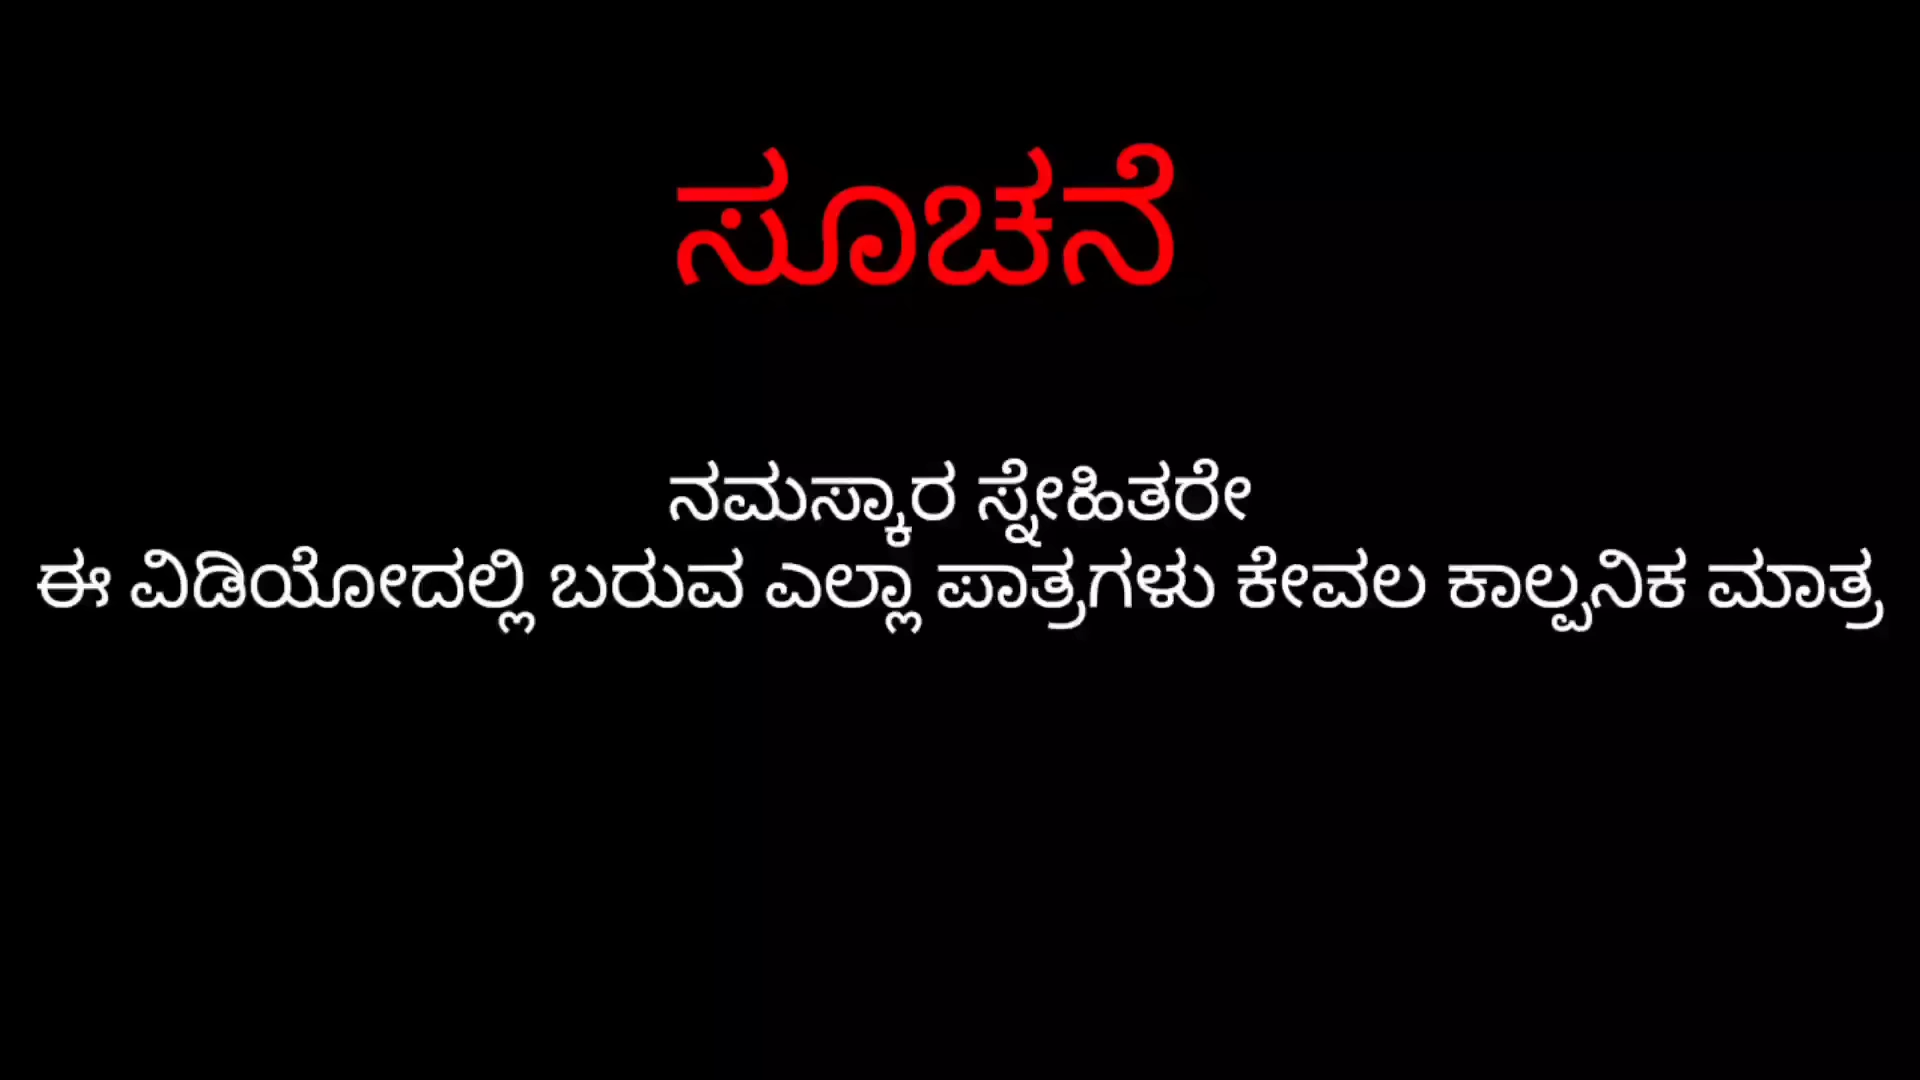 ಸೂಚನೆ
ನಮಸ್ಕಾರ ಸ್ನೇಹಿತರೇ
ಈ ವಿಡಿಯೋದಲ್ಲಿ ಬರುವ ಎಲ್ಲಾ ಪಾತ್ರಗಳು ಕೇವಲ ಕಾಲ್ಪನಿಕ ಮಾತ್ರ